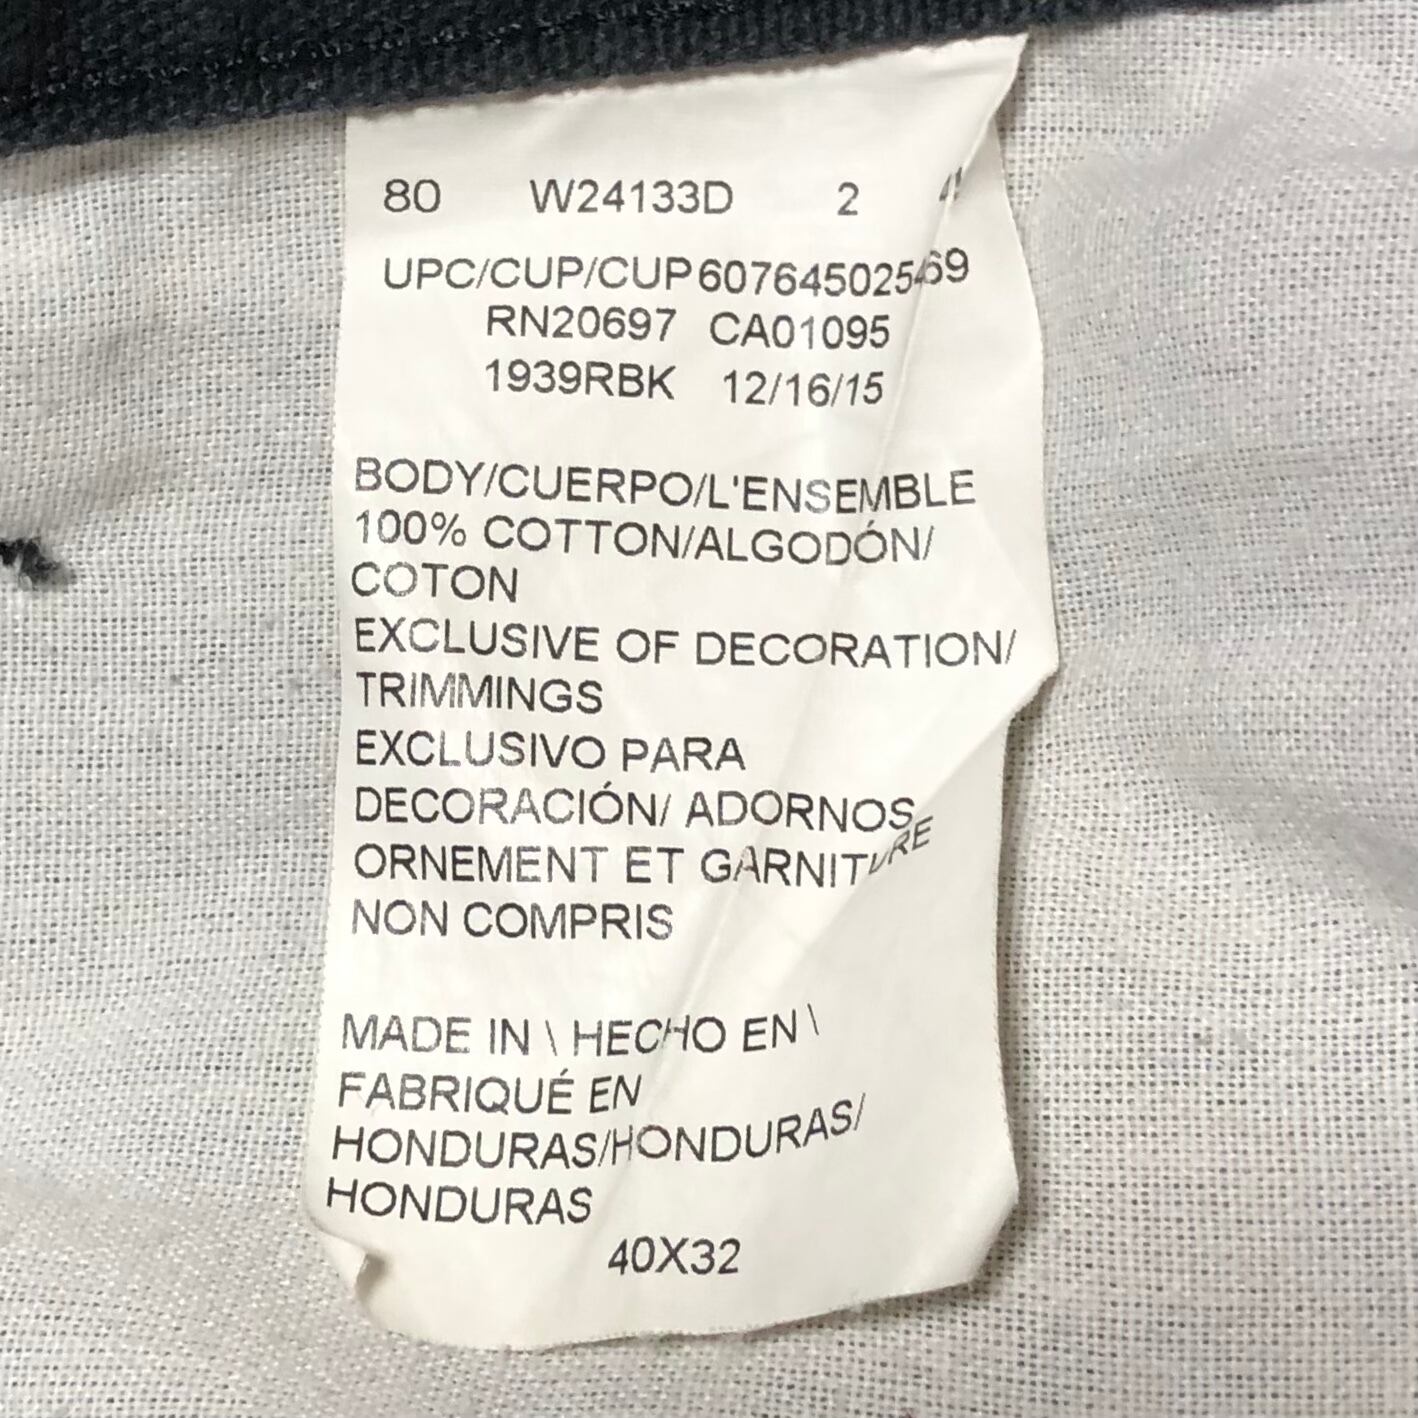 80 W24133D 2
UPC/CUP/CUP 607645025469
RN20697 CA01095
1939RBK 12/16/15
BODY/CUERPO/L'ENSEMBLE
100% COTTON/ALGODÓN/
COTON
EXCLUSIVE OF DECORATION/
TRIMMINGS
EXCLUSIVO PARA
DECORACIÓN/ ADORNOS
ORNEMENT ET GARNITURE
NON COMPRIS
MADE IN \ HECHO EN \
FABRIQUÉ EN
HONDURAS/HONDURAS/
HONDURAS
40X32